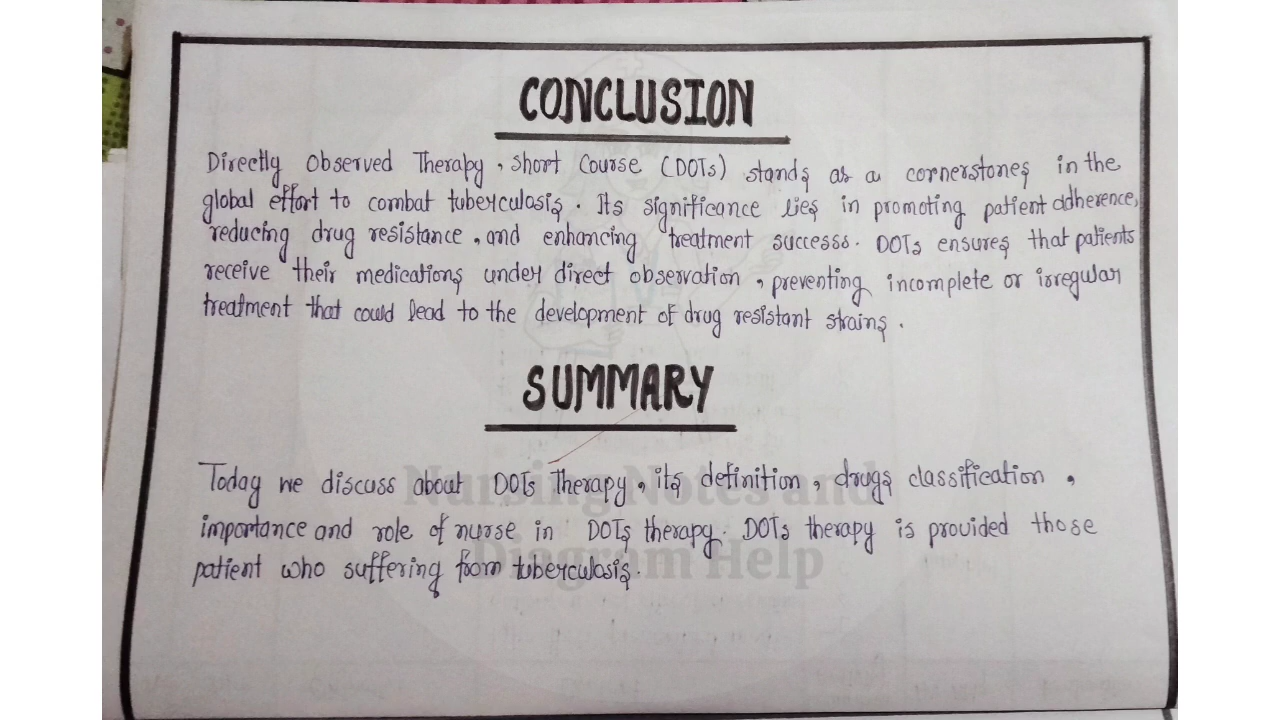 CONCLUSION
Directly Observed Therapy, Short Course (DOTs) stands as a cornerstones in the
global effort to combat tuberculosis. Its significance lies in promoting patient adherence,
reducing drug resistance, and enhancing treatment successs. DOTs ensures that patients
receive their medications under direct observation, preventing incomplete or irregular
treatment that could lead to the development of drug resistant strains.
SUMMARY
Today we discuss about DOTs Therapy, its definition, drugs classification,
importance and role of nurse in DOTs therapy. DOTs therapy is provided those
patient who suffering from tuberculosis.
Nursing Notes and
Diagram Help